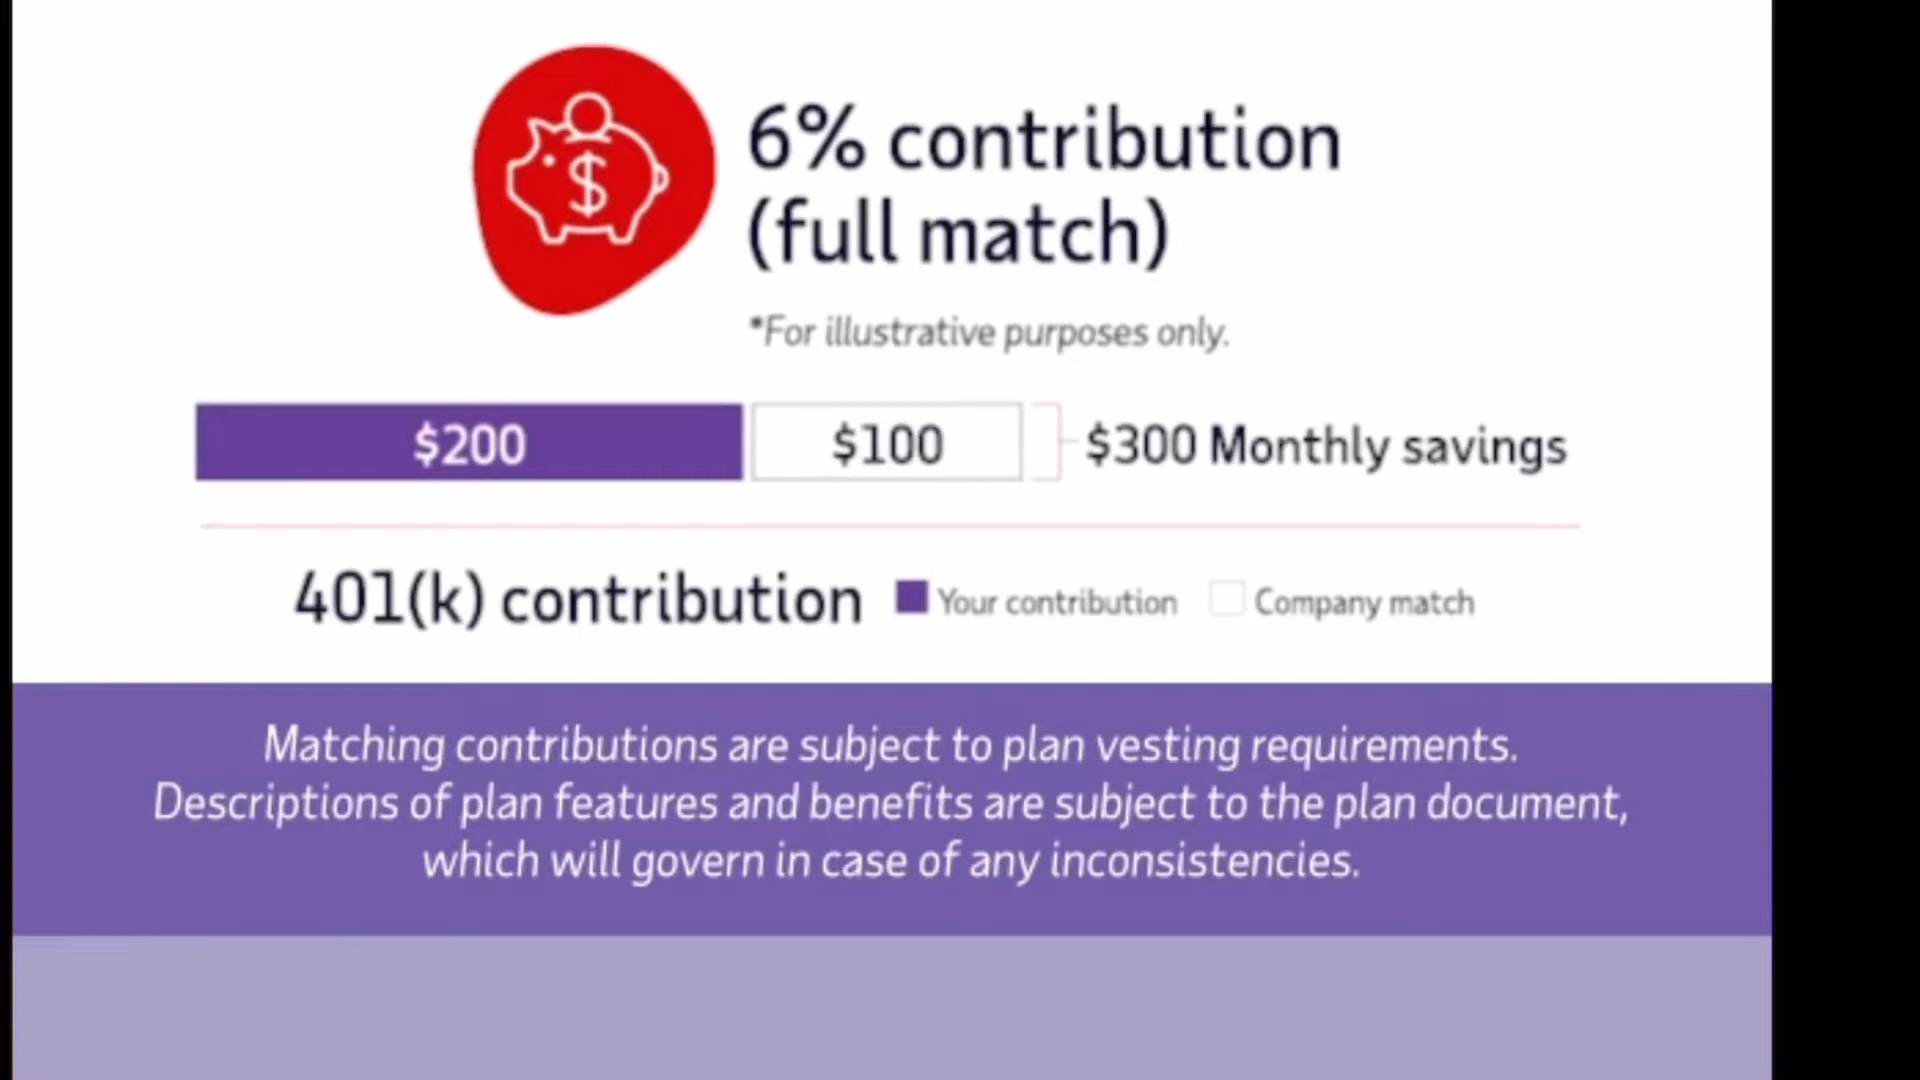 $
6% contribution
(full match)
*For illustrative purposes only.
$200 $100 $300 Monthly savings
401(k) contribution Your contribution Company match
Matching contributions are subject to plan vesting requirements.
Descriptions of plan features and benefits are subject to the plan document,
which will govern in case of any inconsistencies.